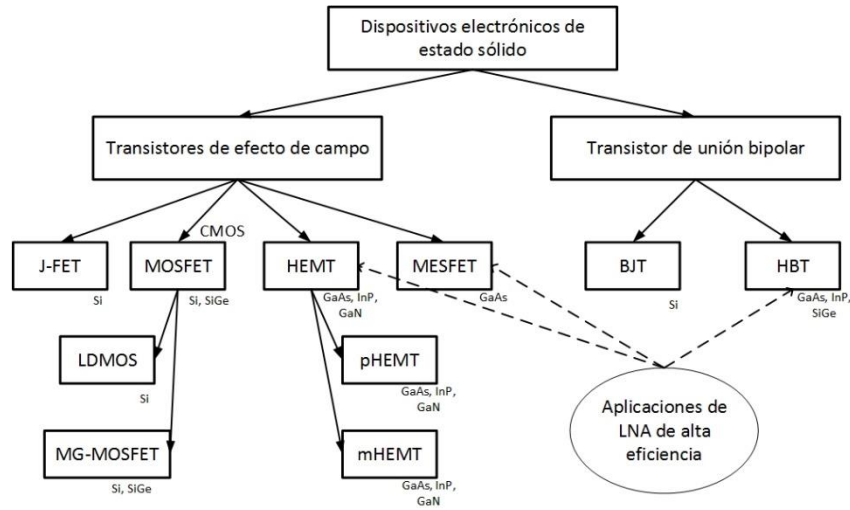 Dispositivos electrónicos de
estado sólido
Transistores de efecto de campo
Transistor de unión bipolar
CMOS
J-FET
MOSFET
HEMT
MESFET
BJT
HBT
Si
Si, SiGe
GaAs, InP,
GaN
GaAs
Si
GaAs, InP,
SiGe
LDMOS
Si
pHEMT
GaAs, InP,
GaN
Aplicaciones de
LNA de alta
eficiencia
MG-MOSFET
Si, SiGe
mHEMT
GaAs, InP,
GaN